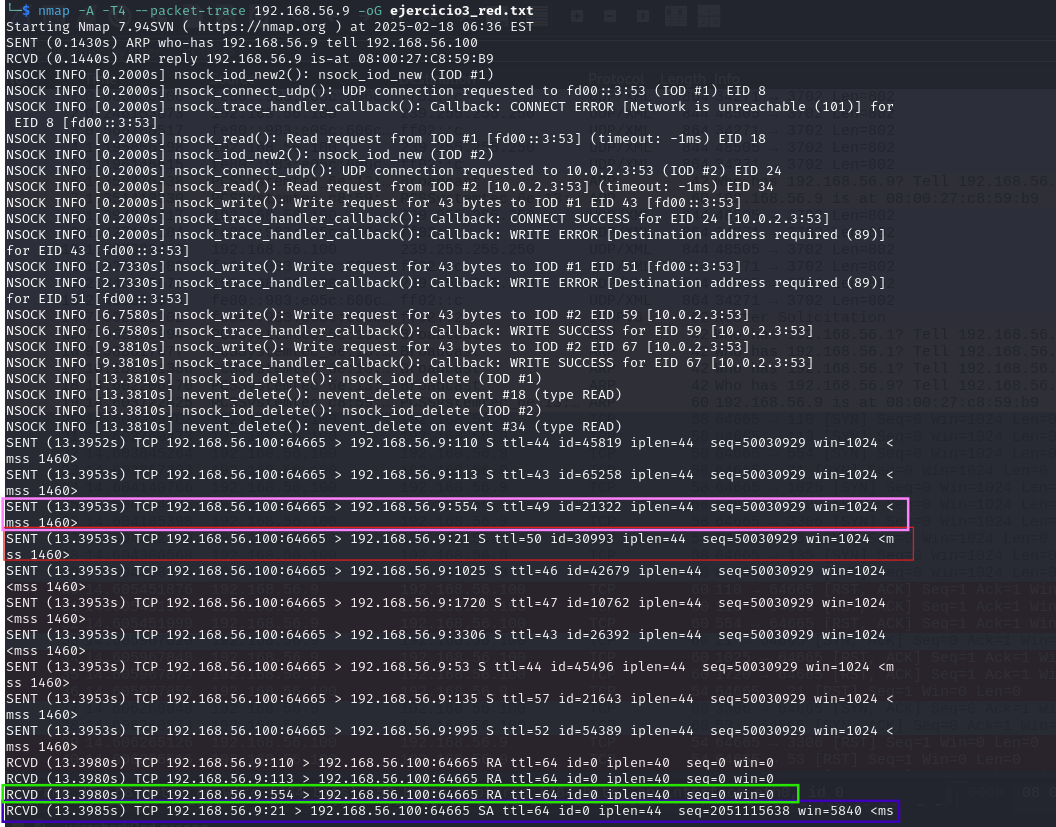 └─$ nmap -A -T4 --packet-trace 192.168.56.9 -oG ejercicio3_red.txt
Starting Nmap 7.94SVN ( https://nmap.org ) at 2025-02-18 06:36 EST
SENT (0.1430s) ARP who-has 192.168.56.9 tell 192.168.56.100
RCVD (0.1440s) ARP reply 192.168.56.9 is-at 08:00:27:C8:59:B9
NSOCK INFO [0.2000s] nsock_iod_new2(): nsock_iod_new (IOD #1)
NSOCK INFO [0.2000s] nsock_connect_udp(): UDP connection requested to fd00::3:53 (IOD #1) EID 8
NSOCK INFO [0.2000s] nsock_trace_handler_callback(): Callback: CONNECT ERROR [Network is unreachable (101)] for
 EID 8 [fd00::3:53]
NSOCK INFO [0.2000s] nsock_read(): Read request from IOD #1 [fd00::3:53] (timeout: -1ms) EID 18
NSOCK INFO [0.2000s] nsock_iod_new2(): nsock_iod_new (IOD #2)
NSOCK INFO [0.2000s] nsock_connect_udp(): UDP connection requested to 10.0.2.3:53 (IOD #2) EID 24
NSOCK INFO [0.2000s] nsock_read(): Read request from IOD #2 [10.0.2.3:53] (timeout: -1ms) EID 34
NSOCK INFO [0.2000s] nsock_write(): Write request for 43 bytes to IOD #1 EID 43 [fd00::3:53]
NSOCK INFO [0.2000s] nsock_trace_handler_callback(): Callback: CONNECT SUCCESS for EID 24 [10.0.2.3:53]
NSOCK INFO [0.2000s] nsock_trace_handler_callback(): Callback: WRITE ERROR [Destination address required (89)]
for EID 43 [fd00::3:53]
NSOCK INFO [2.7330s] nsock_write(): Write request for 43 bytes to IOD #1 EID 51 [fd00::3:53]
NSOCK INFO [2.7330s] nsock_trace_handler_callback(): Callback: WRITE ERROR [Destination address required (89)]
for EID 51 [fd00::3:53]
NSOCK INFO [6.7580s] nsock_write(): Write request for 43 bytes to IOD #2 EID 59 [10.0.2.3:53]
NSOCK INFO [6.7580s] nsock_trace_handler_callback(): Callback: WRITE SUCCESS for EID 59 [10.0.2.3:53]
NSOCK INFO [9.3810s] nsock_write(): Write request for 43 bytes to IOD #2 EID 67 [10.0.2.3:53]
NSOCK INFO [9.3810s] nsock_trace_handler_callback(): Callback: WRITE SUCCESS for EID 67 [10.0.2.3:53]
NSOCK INFO [13.3810s] nsock_iod_delete(): nsock_iod_delete (IOD #1)
NSOCK INFO [13.3810s] nevent_delete(): nevent_delete on event #18 (type READ)
NSOCK INFO [13.3810s] nsock_iod_delete(): nsock_iod_delete (IOD #2)
NSOCK INFO [13.3810s] nevent_delete(): nevent_delete on event #34 (type READ)
SENT (13.3952s) TCP 192.168.56.100:64665 > 192.168.56.9:110 S ttl=44 id=45819 iplen=44  seq=50030929 win=1024 <
mss 1460>
SENT (13.3953s) TCP 192.168.56.100:64665 > 192.168.56.9:113 S ttl=43 id=65258 iplen=44  seq=50030929 win=1024 <
mss 1460>
SENT (13.3953s) TCP 192.168.56.100:64665 > 192.168.56.9:554 S ttl=49 id=21322 iplen=44  seq=50030929 win=1024 <
mss 1460>
SENT (13.3953s) TCP 192.168.56.100:64665 > 192.168.56.9:21 S ttl=50 id=30993 iplen=44  seq=50030929 win=1024 <m
ss 1460>
SENT (13.3953s) TCP 192.168.56.100:64665 > 192.168.56.9:1025 S ttl=46 id=42679 iplen=44  seq=50030929 win=1024
<mss 1460>
SENT (13.3953s) TCP 192.168.56.100:64665 > 192.168.56.9:1720 S ttl=47 id=10762 iplen=44  seq=50030929 win=1024
<mss 1460>
SENT (13.3953s) TCP 192.168.56.100:64665 > 192.168.56.9:3306 S ttl=43 id=26392 iplen=44  seq=50030929 win=1024
<mss 1460>
SENT (13.3953s) TCP 192.168.56.100:64665 > 192.168.56.9:53 S ttl=44 id=45496 iplen=44  seq=50030929 win=1024 <m
ss 1460>
SENT (13.3953s) TCP 192.168.56.100:64665 > 192.168.56.9:135 S ttl=57 id=21643 iplen=44  seq=50030929 win=1024 <
mss 1460>
SENT (13.3953s) TCP 192.168.56.100:64665 > 192.168.56.9:995 S ttl=52 id=54389 iplen=44  seq=50030929 win=1024 <
mss 1460>
RCVD (13.3980s) TCP 192.168.56.9:110 > 192.168.56.100:64665 RA ttl=64 id=0 iplen=40  seq=0 win=0
RCVD (13.3980s) TCP 192.168.56.9:113 > 192.168.56.100:64665 RA ttl=64 id=0 iplen=40  seq=0 win=0
RCVD (13.3980s) TCP 192.168.56.9:554 > 192.168.56.100:64665 RA ttl=64 id=0 iplen=40  seq=0 win=0
RCVD (13.3985s) TCP 192.168.56.9:21 > 192.168.56.100:64665 SA ttl=64 id=0 iplen=44  seq=2051115638 win=5840 <ms